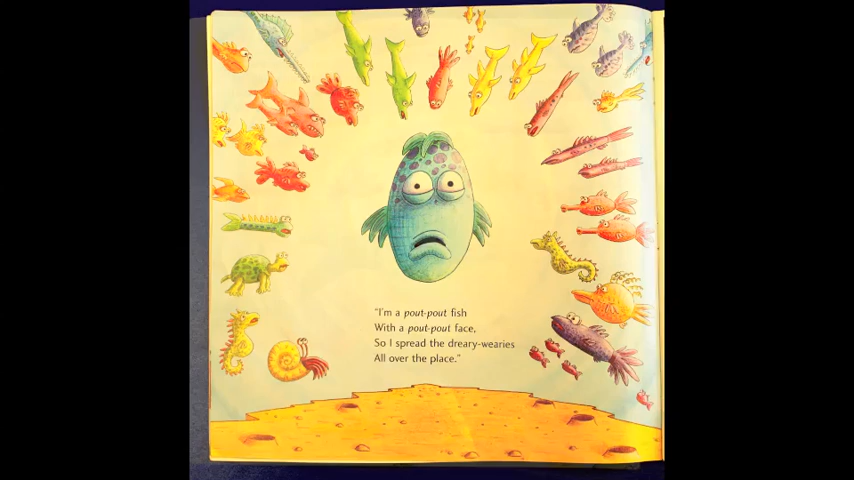 "I'm a pout-pout fish
With a pout-pout face,
So I spread the dreary-wearies
All over the place."